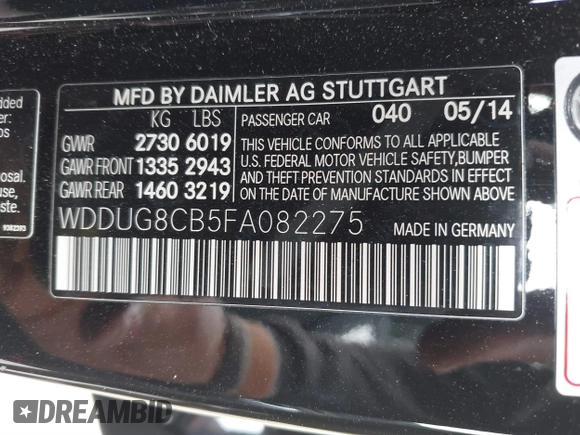 MFD BY DAIMLER AG STUTTGART
KG LBS
GVWR 2730 6019
GAWR FRONT 1335 2943
GAWR REAR 1460 3219
PASSENGER CAR 040 05/14
THIS VEHICLE CONFORMS TO ALL APPLICABLE
U.S. FEDERAL MOTOR VEHICLE SAFETY,BUMPER
AND THEFT PREVENTION STANDARDS IN EFFECT
ON THE DATE OF MANUFACTURE SHOWN ABOVE.
WDDUG8CB5FA082275
MADE IN GERMANY
DREAMBID